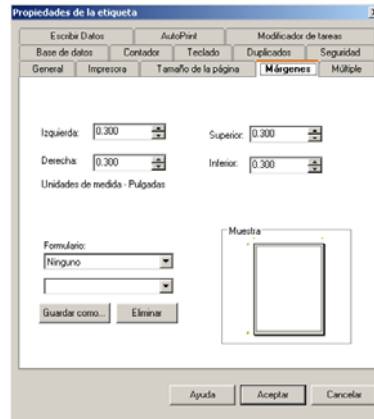 Propiedades de la etiqueta
Escribir Datos AutoPrint Modificador de tareas
Base de datos Contador Teclado Duplicados Seguridad
General Impresora Tamaño de la página Márgenes Múltiple
Izquierda: 0.300 Superior: 0.300
Derecha: 0.300 Inferior: 0.300
Unidades de medida - Pulgadas
Formulario: Muestra
Ninguno
Guardar como... Eliminar
Ayuda Aceptar Cancelar